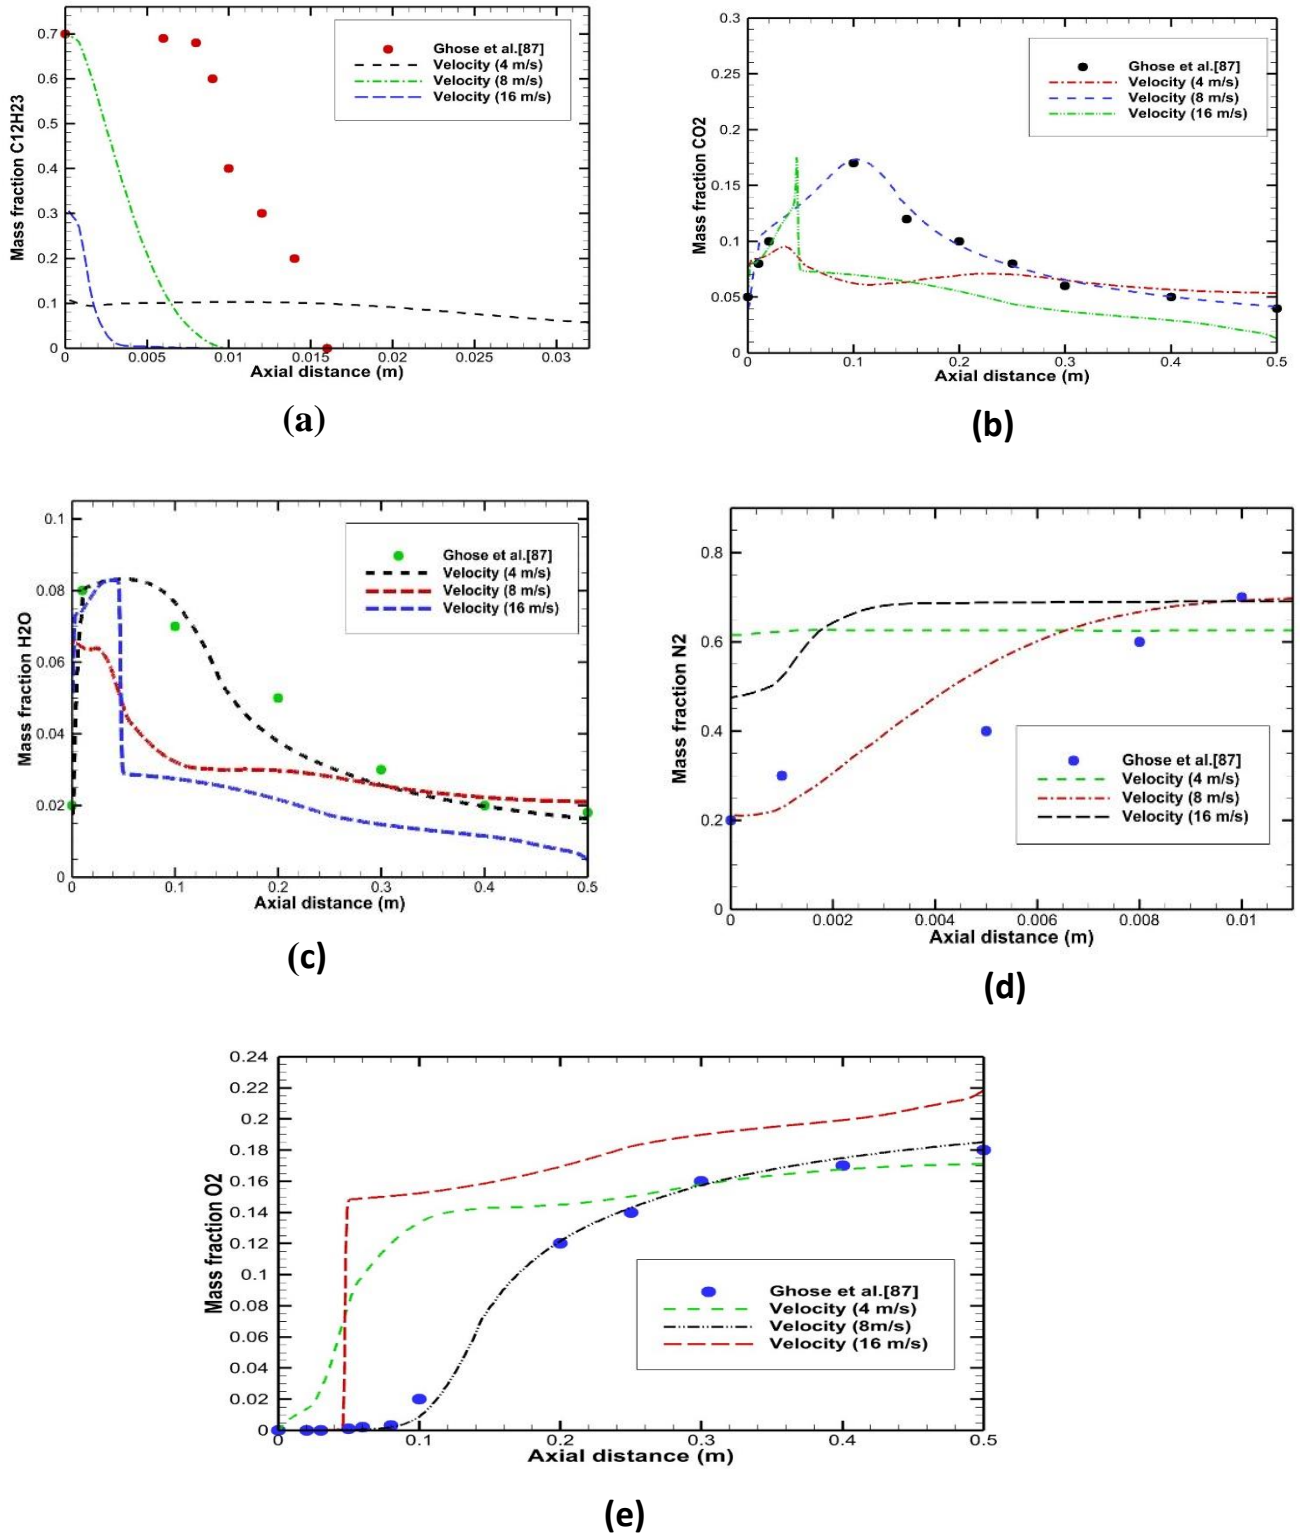 Mass fraction C12H23
0.7
0.6
0.5
0.4
0.3
0.2
0.1
0
Ghose et al.[87]
Velocity (4 m/s)
Velocity (8 m/s)
Velocity (16 m/s)
0 0.005 0.01 0.015 0.02 0.025 0.03
Axial distance (m)
(a)
Mass fraction CO2
0.3
0.25
0.2
0.15
0.1
0.05
0
Ghose et al.[87]
Velocity (4 m/s)
Velocity (8 m/s)
Velocity (16 m/s)
0 0.1 0.2 0.3 0.4 0.5
Axial distance (m)
(b)
Mass fraction H2O
0.1
0.08
0.06
0.04
0.02
0
Ghose et al.[87]
Velocity (4 m/s)
Velocity (8 m/s)
Velocity (16 m/s)
0 0.1 0.2 0.3 0.4 0.5
Axial distance (m)
(c)
Mass fraction N2
0.8
0.6
0.4
0.2
0
Ghose et al.[87]
Velocity (4 m/s)
Velocity (8 m/s)
Velocity (16 m/s)
0 0.002 0.004 0.006 0.008 0.01
Axial distance (m)
(d)
Mass fraction O2
0.24
0.22
0.2
0.18
0.16
0.14
0.12
0.1
0.08
0.06
0.04
0.02
0
Ghose et al.[87]
Velocity (4 m/s)
Velocity (8m/s)
Velocity (16 m/s)
0 0.1 0.2 0.3 0.4 0.5
Axial distance (m)
(e)